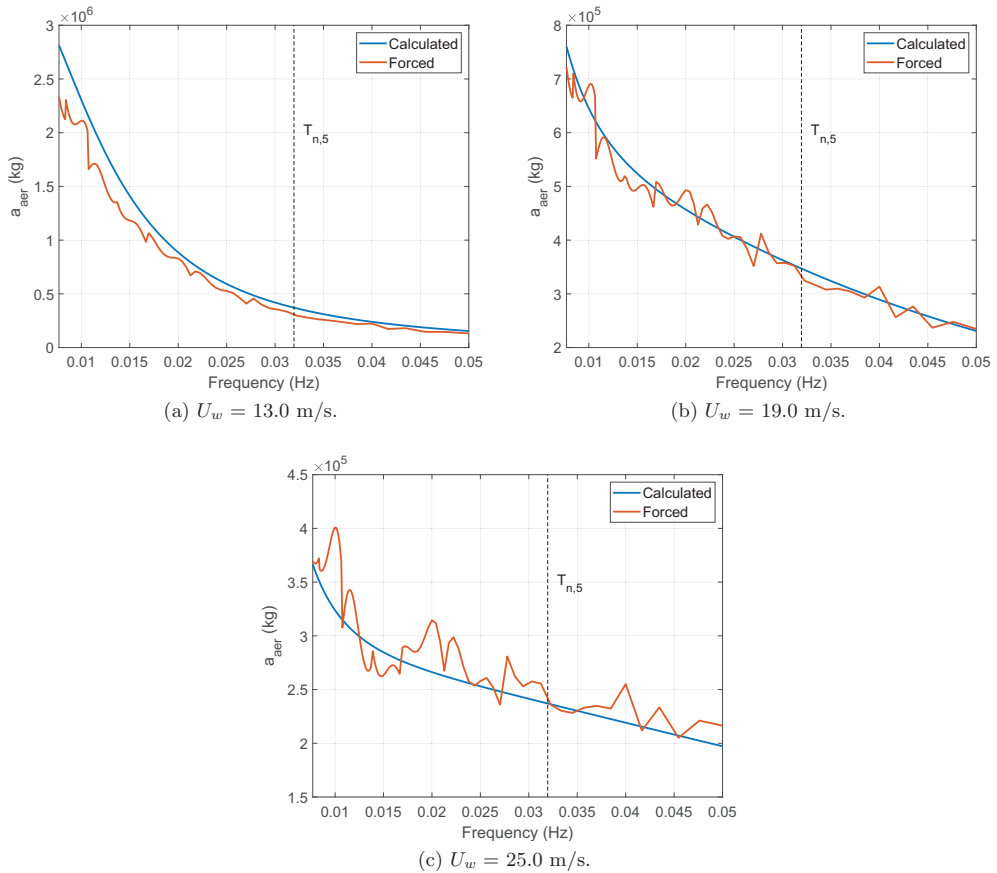 ×10⁶
3
2.5
2
1.5
1
0.5
0
a_aer (kg)
Calculated
Forced
T_n,5
0.01 0.015 0.02 0.025 0.03 0.035 0.04 0.045 0.05
Frequency (Hz)
(a) U_w = 13.0 m/s.
×10⁵
8
7
6
5
4
3
2
a_aer (kg)
Calculated
Forced
T_n,5
0.01 0.015 0.02 0.025 0.03 0.035 0.04 0.045 0.05
Frequency (Hz)
(b) U_w = 19.0 m/s.
×10⁵
4.5
4
3.5
3
2.5
2
1.5
a_aer (kg)
Calculated
Forced
T_n,5
0.01 0.015 0.02 0.025 0.03 0.035 0.04 0.045 0.05
Frequency (Hz)
(c) U_w = 25.0 m/s.